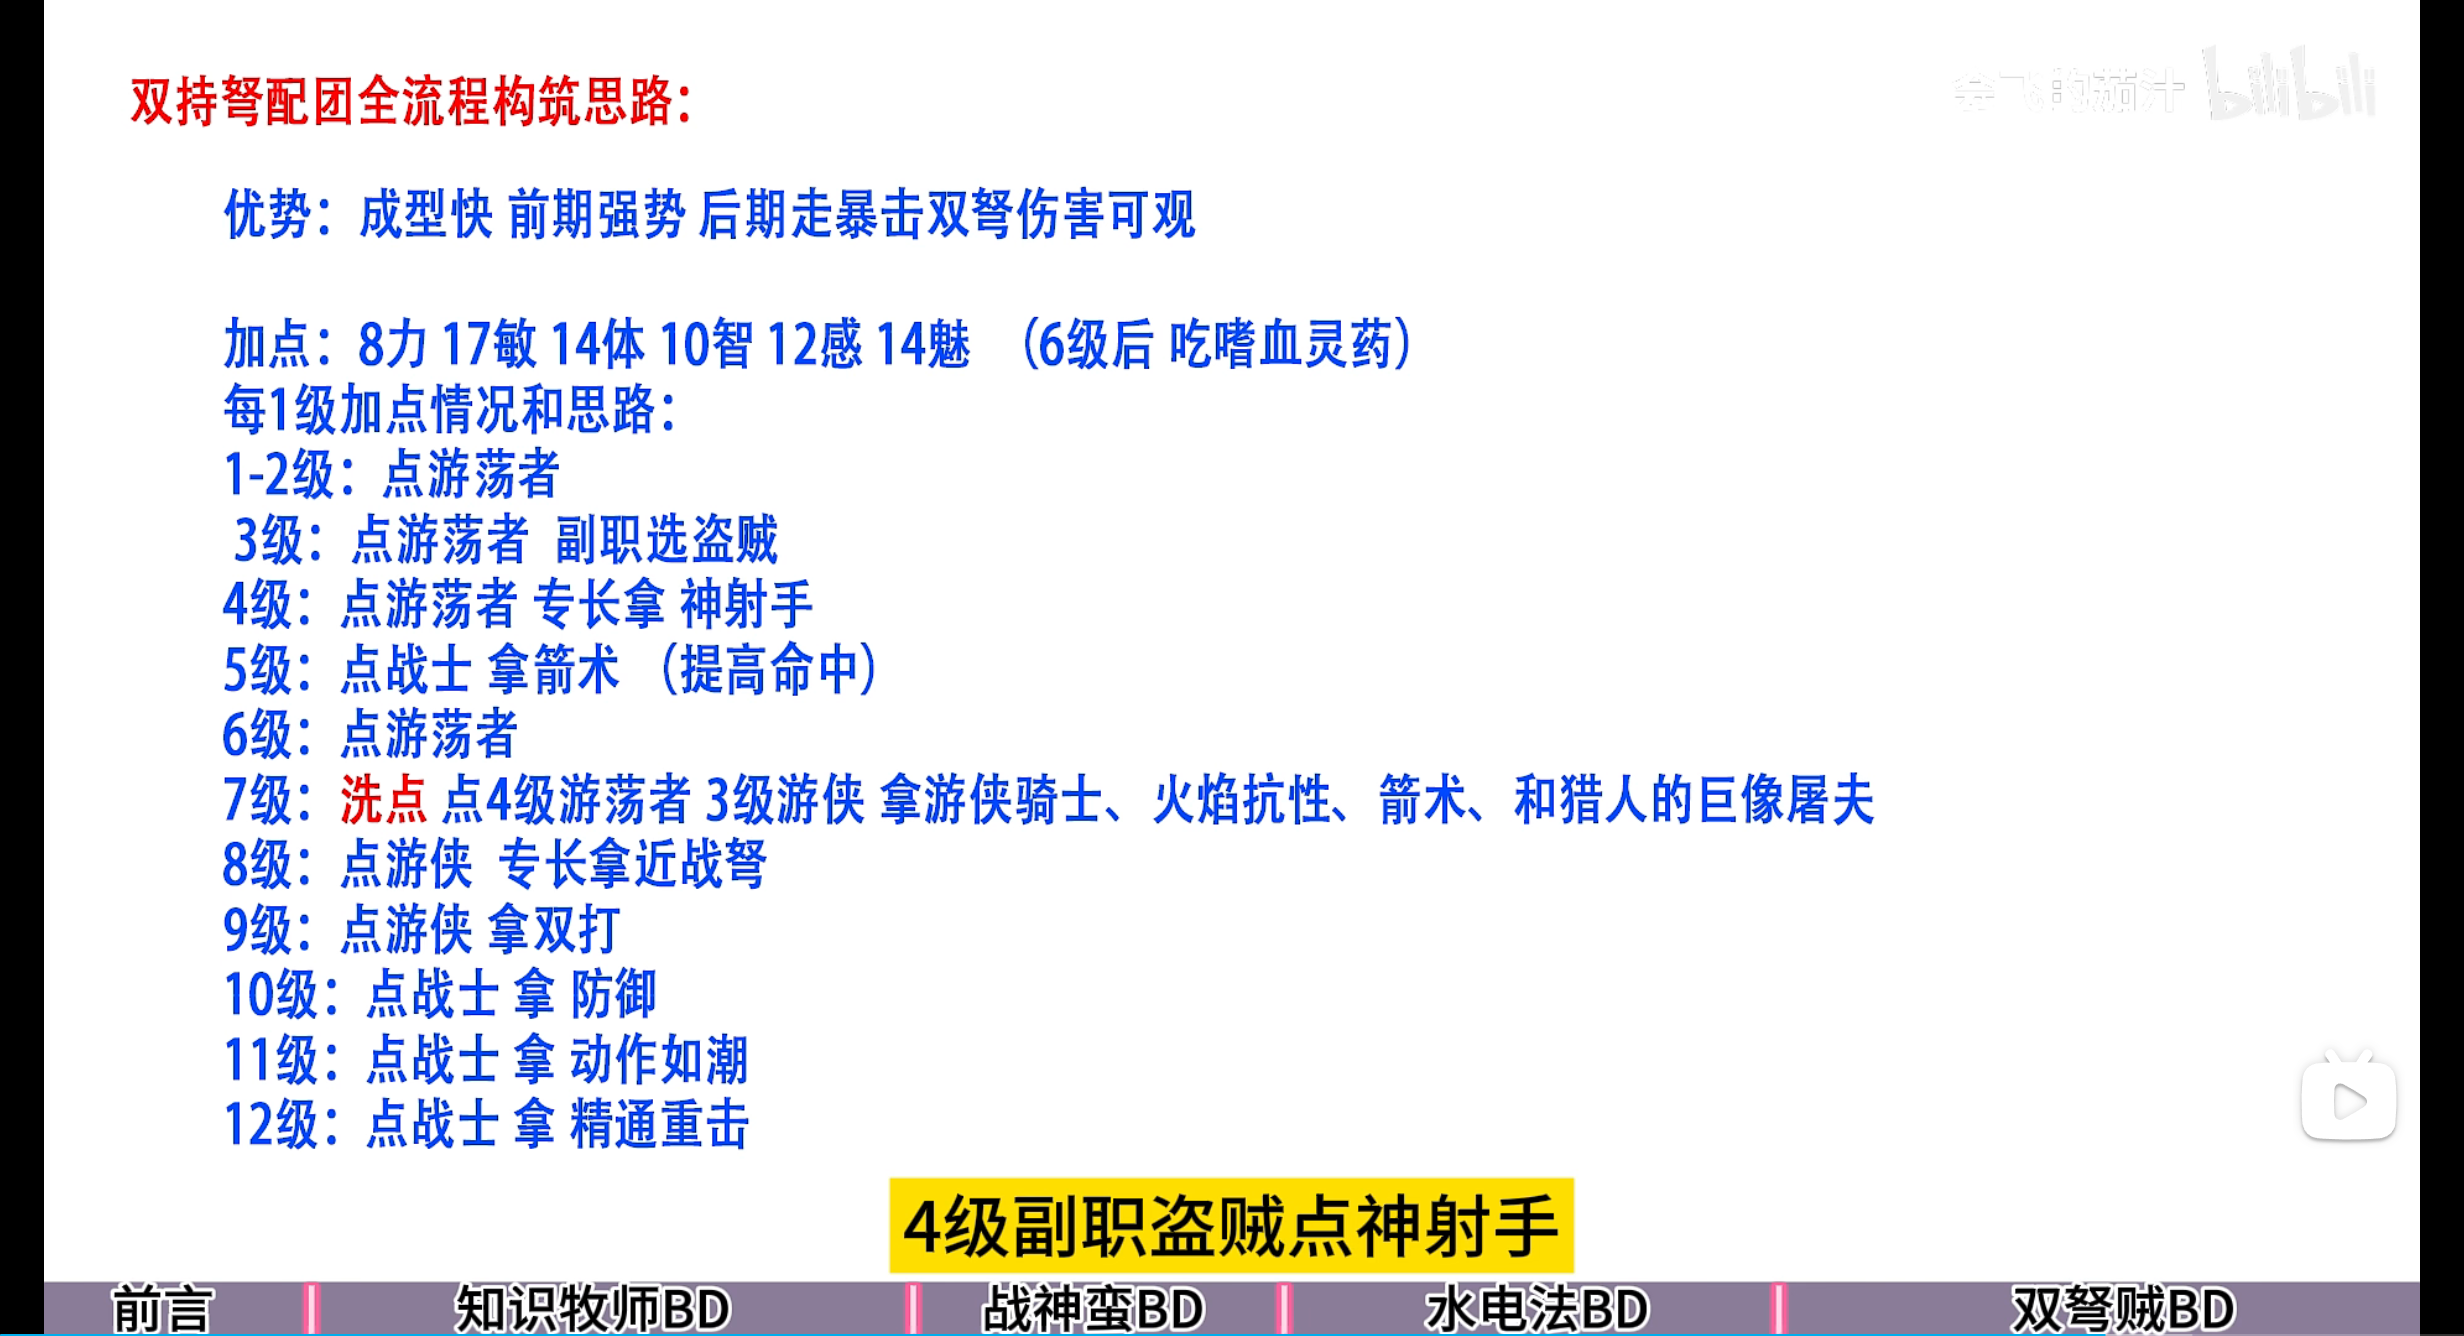 双持弩配团全流程构筑思路：
会飞的茄汁 bilibili
优势：成型快 前期强势 后期走暴击双弩伤害可观
加点：8力 17敏 14体 10智 12感 14魅 （6级后 吃嗜血灵药）
每1级加点情况和思路：
1-2级：点游荡者
3级：点游荡者 副职选盗贼
4级：点游荡者 专长拿 神射手
5级：点战士 拿箭术 （提高命中）
6级：点游荡者
7级：洗点 点4级游荡者 3级游侠 拿游侠骑士、火焰抗性、箭术、和猎人的巨像屠夫
8级：点游侠 专长拿近战弩
9级：点游侠 拿双打
10级：点战士 拿 防御
11级：点战士 拿 动作如潮
12级：点战士 拿 精通重击
4级副职盗贼点神射手
前言 知识牧师BD 战神蛮BD 水电法BD 双弩贼BD